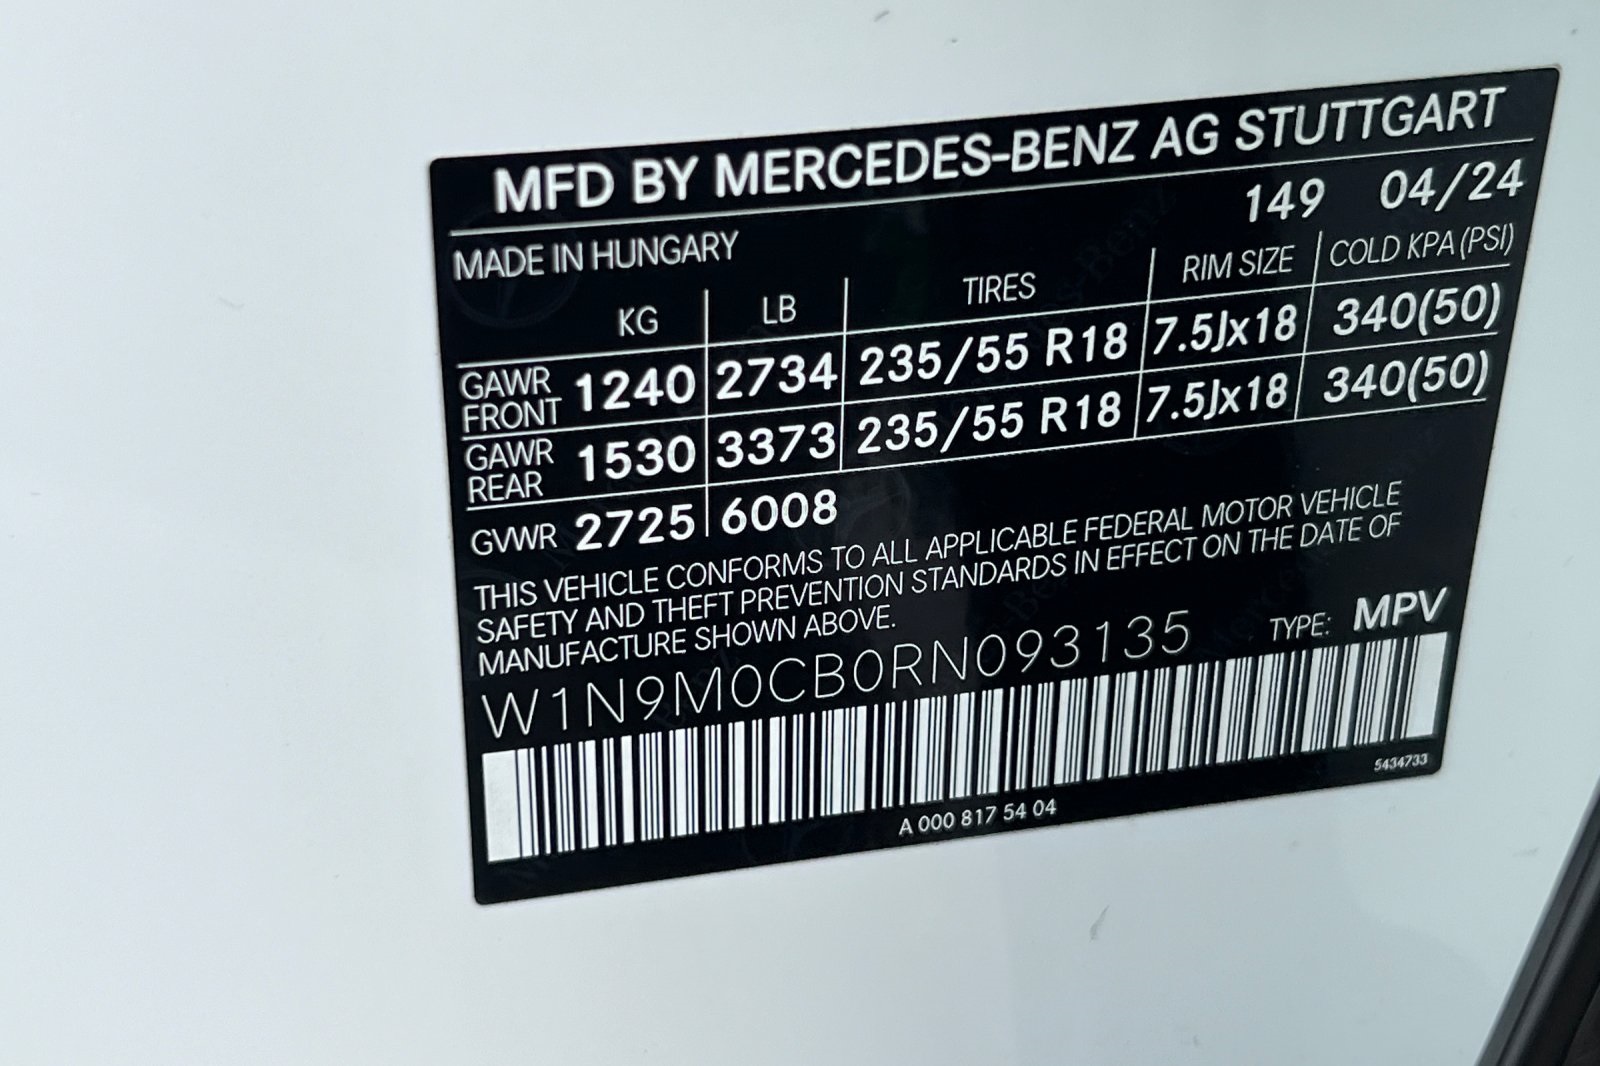 MFD BY MERCEDES-BENZ AG STUTTGART
149 04/24
MADE IN HUNGARY
KG LB TIRES RIM SIZE COLD KPA (PSI)
GAWR FRONT 1240 2734 235/55 R18 7.5Jx18 340(50)
GAWR REAR 1530 3373 235/55 R18 7.5Jx18 340(50)
GVWR 2725 6008
THIS VEHICLE CONFORMS TO ALL APPLICABLE FEDERAL MOTOR VEHICLE
SAFETY AND THEFT PREVENTION STANDARDS IN EFFECT ON THE DATE OF
MANUFACTURE SHOWN ABOVE.
W1N9M0CB0RN093135 TYPE: MPV
5434733
A 000 817 54 04